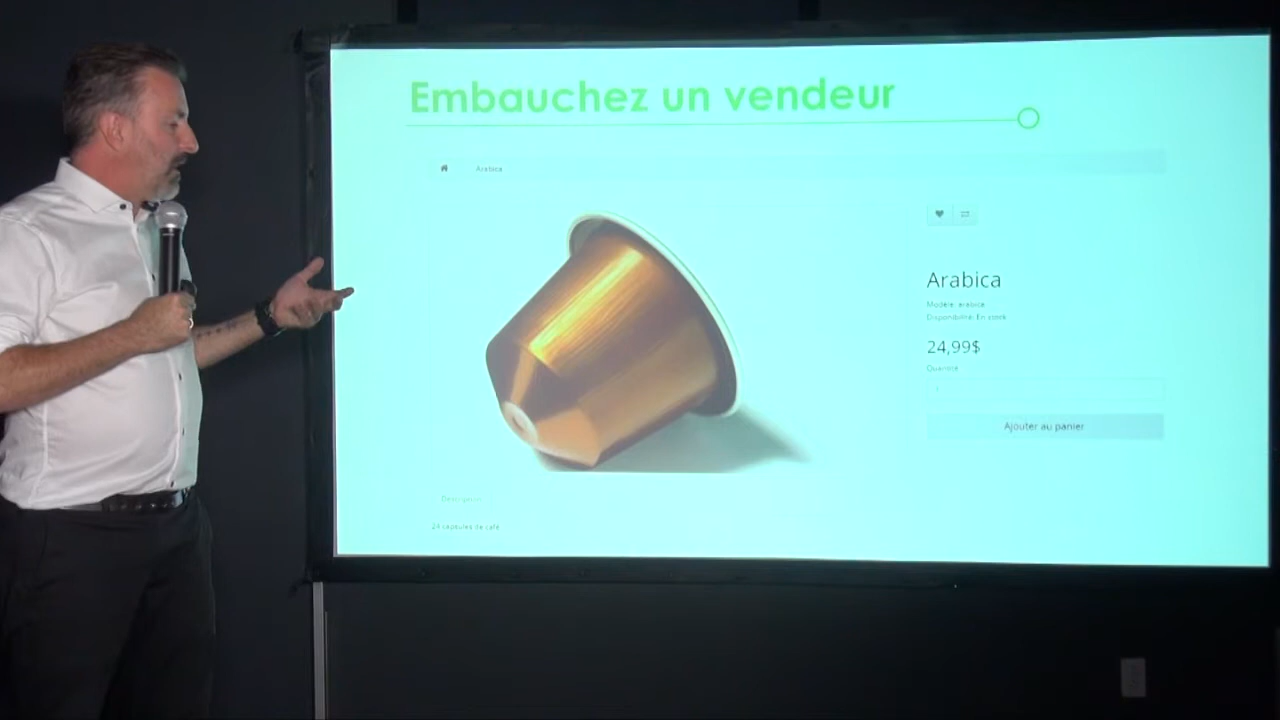 Embauchez un vendeur
Arabica
Arabica
Modèle: arabica
Disponibilité: En stock
24,99$
Quantité
1
Ajouter au panier
Description
24 capsules de café